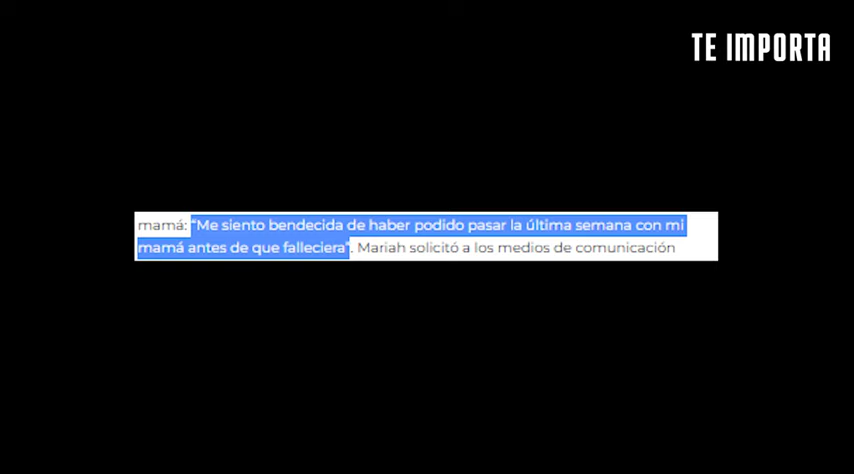 TE IMPORTA
mamá: “Me siento bendecida de haber podido pasar la última semana con mi
mamá antes de que falleciera”. Mariah solicitó a los medios de comunicación